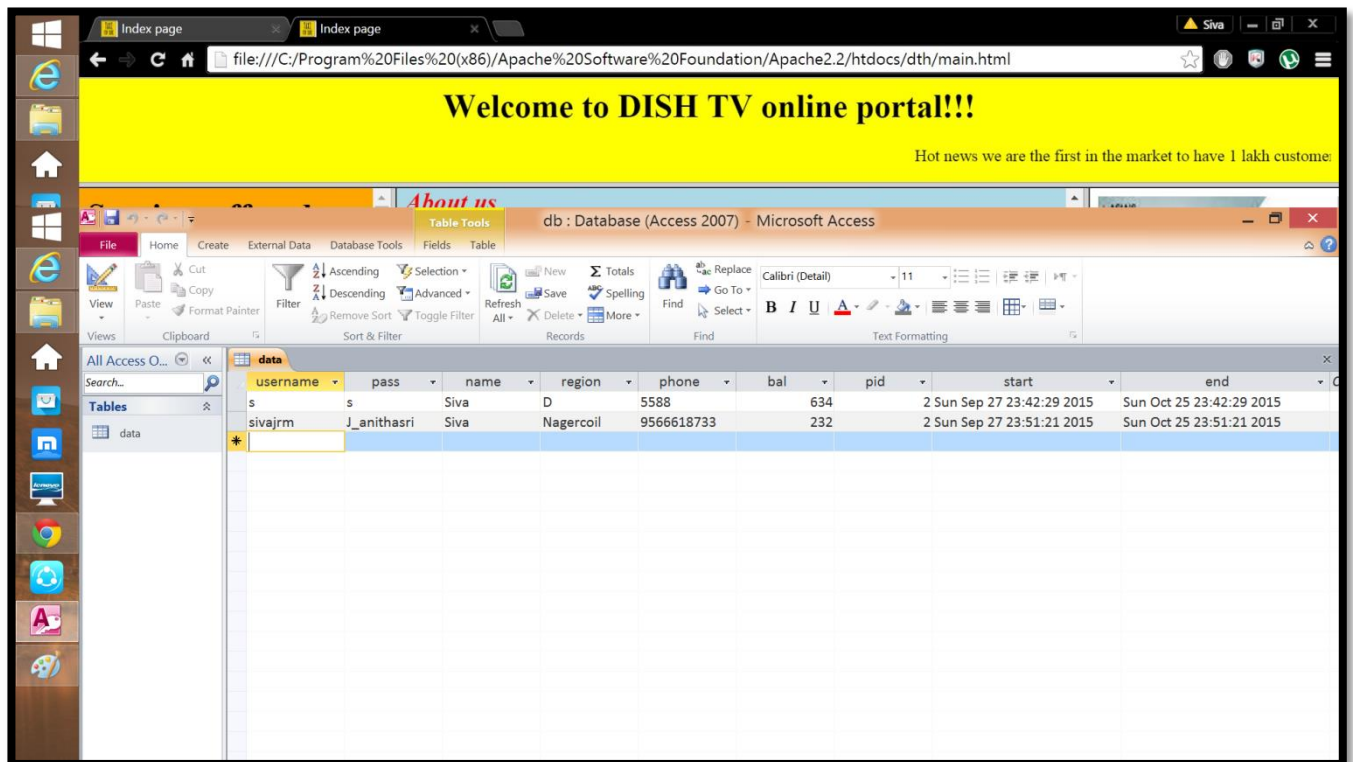 Index page Index page Siva
file:///C:/Program%20Files%20(x86)/Apache%20Software%20Foundation/Apache2.2/htdocs/dth/main.html
Welcome to DISH TV online portal!!!
Hot news we are the first in the market to have 1 lakh custome
About us
Table Tools db : Database (Access 2007) - Microsoft Access
File Home Create External Data Database Tools Fields Table
Cut Ascending Selection New Totals Replace Calibri (Detail) 11
Copy Descending Advanced Save Spelling Go To
View Paste Format Painter Filter Remove Sort Toggle Filter Refresh All Delete More Find Select B I U A
Views Clipboard Sort & Filter Records Find Text Formatting
All Access O... « data
Search... username pass name region phone bal pid start end
Tables s s Siva D 5588 634 2 Sun Sep 27 23:42:29 2015 Sun Oct 25 23:42:29 2015
data sivajrm J_anithasri Siva Nagercoil 9566618733 232 2 Sun Sep 27 23:51:21 2015 Sun Oct 25 23:51:21 2015